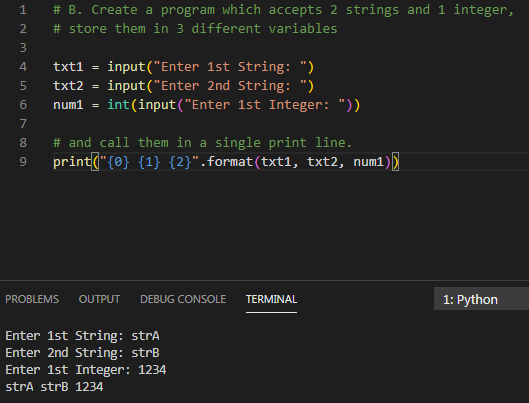 1 # B. Create a program which accepts 2 strings and 1 integer,
2 # store them in 3 different variables
3
4 txt1 = input("Enter 1st String: ")
5 txt2 = input("Enter 2nd String: ")
6 num1 = int(input("Enter 1st Integer: "))
7
8 # and call them in a single print line.
9 print("{0} {1} {2}".format(txt1, txt2, num1))
PROBLEMS OUTPUT DEBUG CONSOLE TERMINAL 1: Python
Enter 1st String: strA
Enter 2nd String: strB
Enter 1st Integer: 1234
strA strB 1234